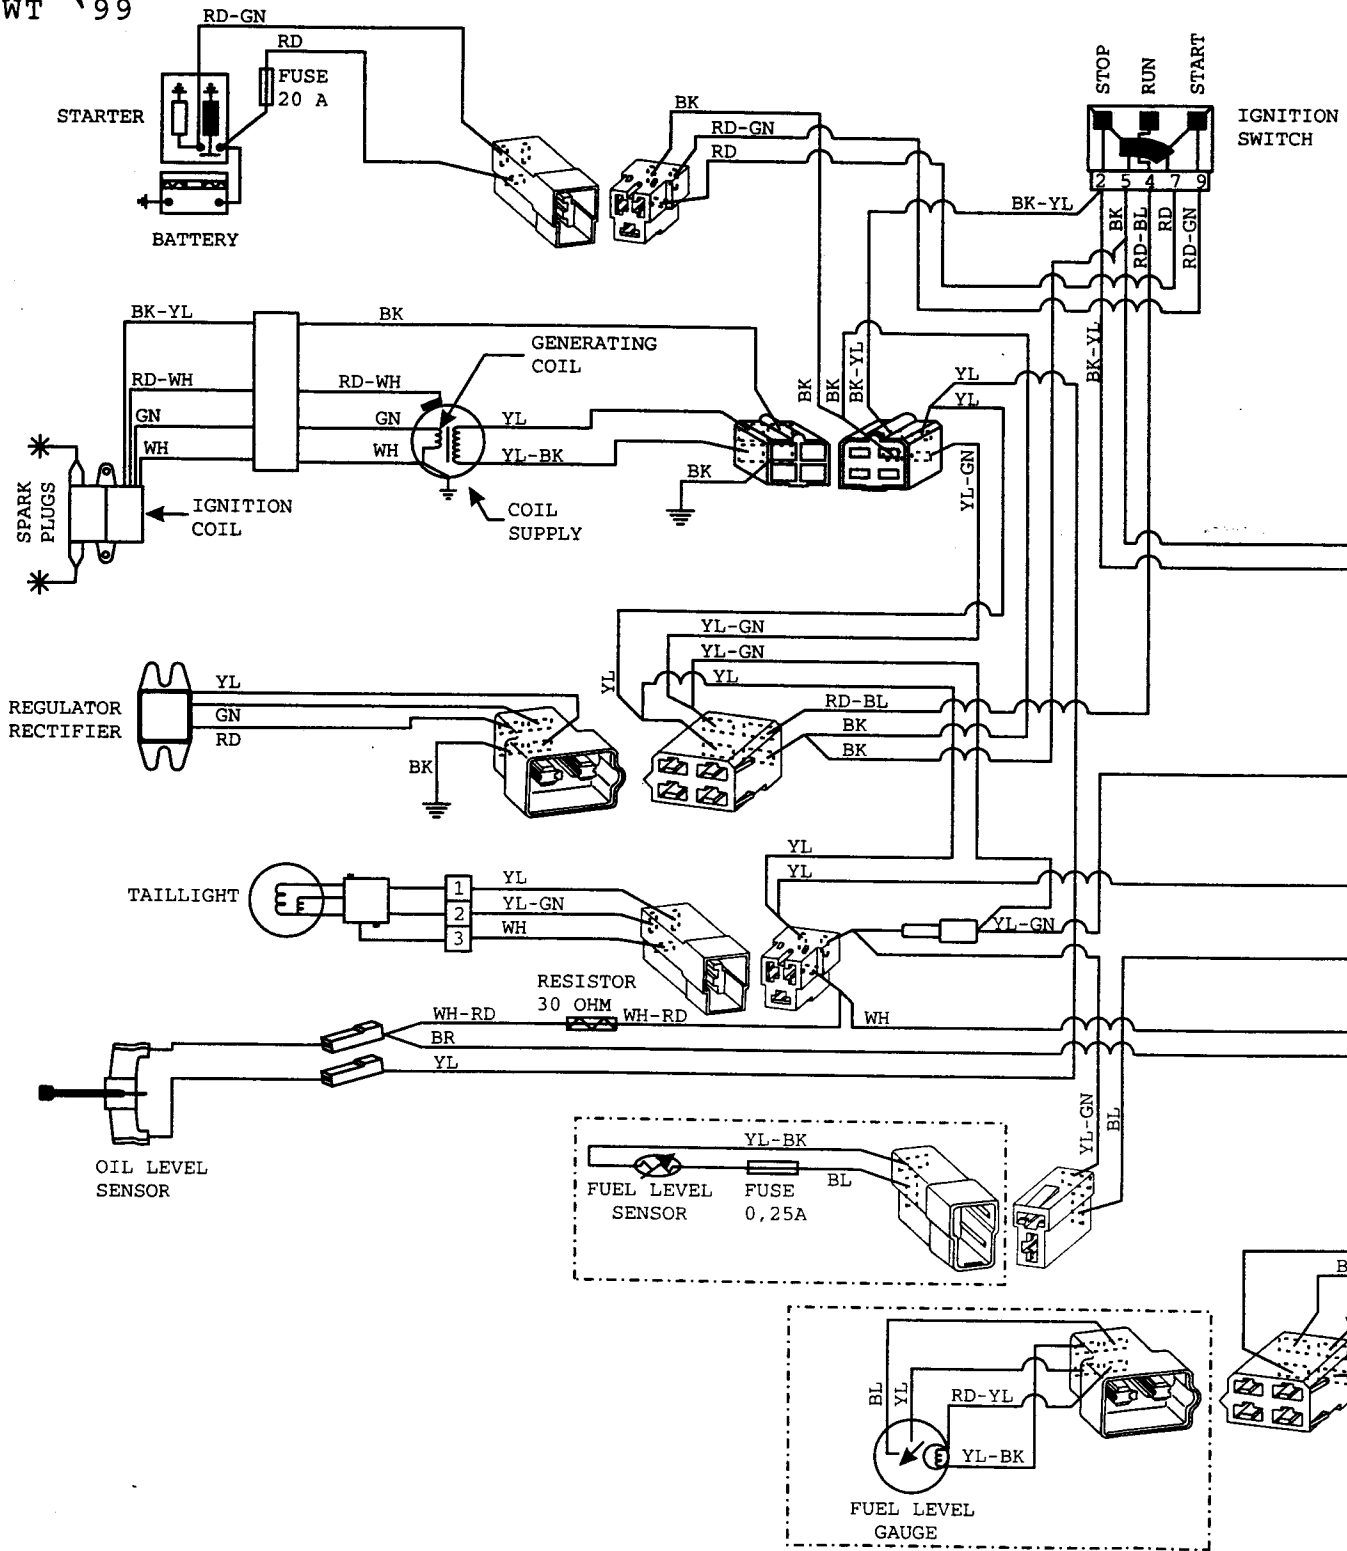 WT '99
RD-GN
RD
FUSE
20 A
STARTER
BATTERY
BK
RD-GN
RD
STOP
RUN
START
IGNITION
SWITCH
2 5 4 7 9
BK-YL
BK
RD-BL
RD
RD-GN
BK-YL
BK-YL
BK
GENERATING
COIL
RD-WH
RD-WH
GN
GN
WH
WH
YL
YL-BK
BK
BK
BK
BK-YL
YL
YL
YL-GN
SPARK
PLUGS
IGNITION
COIL
COIL
SUPPLY
YL-GN
YL-GN
YL
YL
RD-BL
BK
BK
REGULATOR
RECTIFIER
YL
GN
RD
BK
YL
YL
TAILLIGHT
1
2
3
YL
YL-GN
WH
YL-GN
RESISTOR
30 OHM
WH-RD
WH-RD
WH
BR
YL
OIL LEVEL
SENSOR
YL-GN
BL
YL-BK
BL
FUEL LEVEL
SENSOR
FUSE
0,25A
BL
YL
RD-YL
YL-BK
FUEL LEVEL
GAUGE